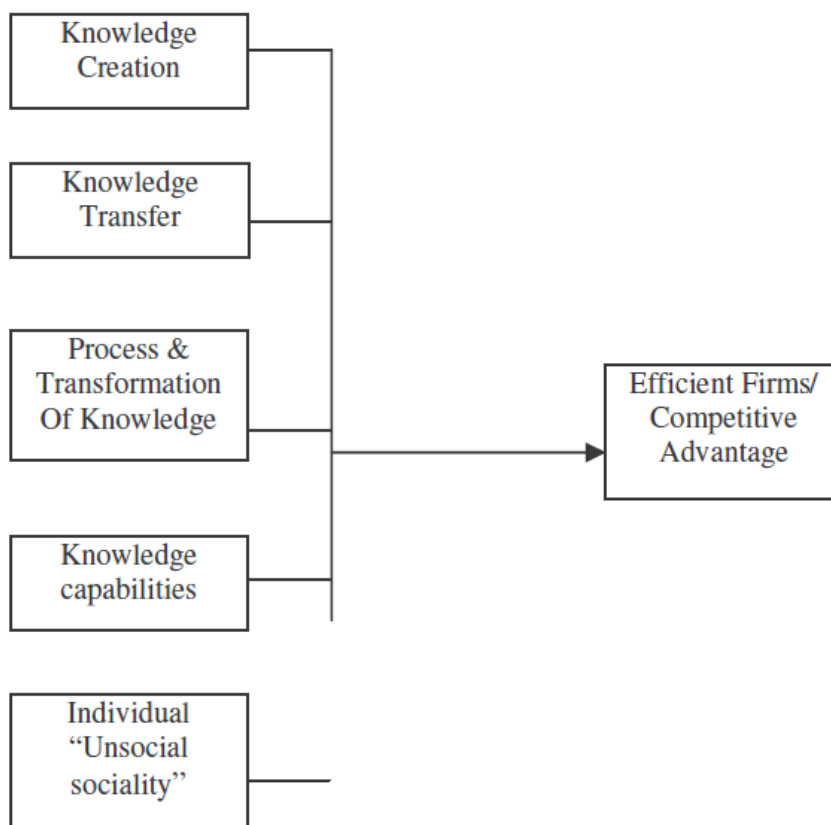 Knowledge
Creation
Knowledge
Transfer
Process &
Transformation
Of Knowledge
Knowledge
capabilities
Individual
“Unsocial
sociality”
Efficient Firms/
Competitive
Advantage